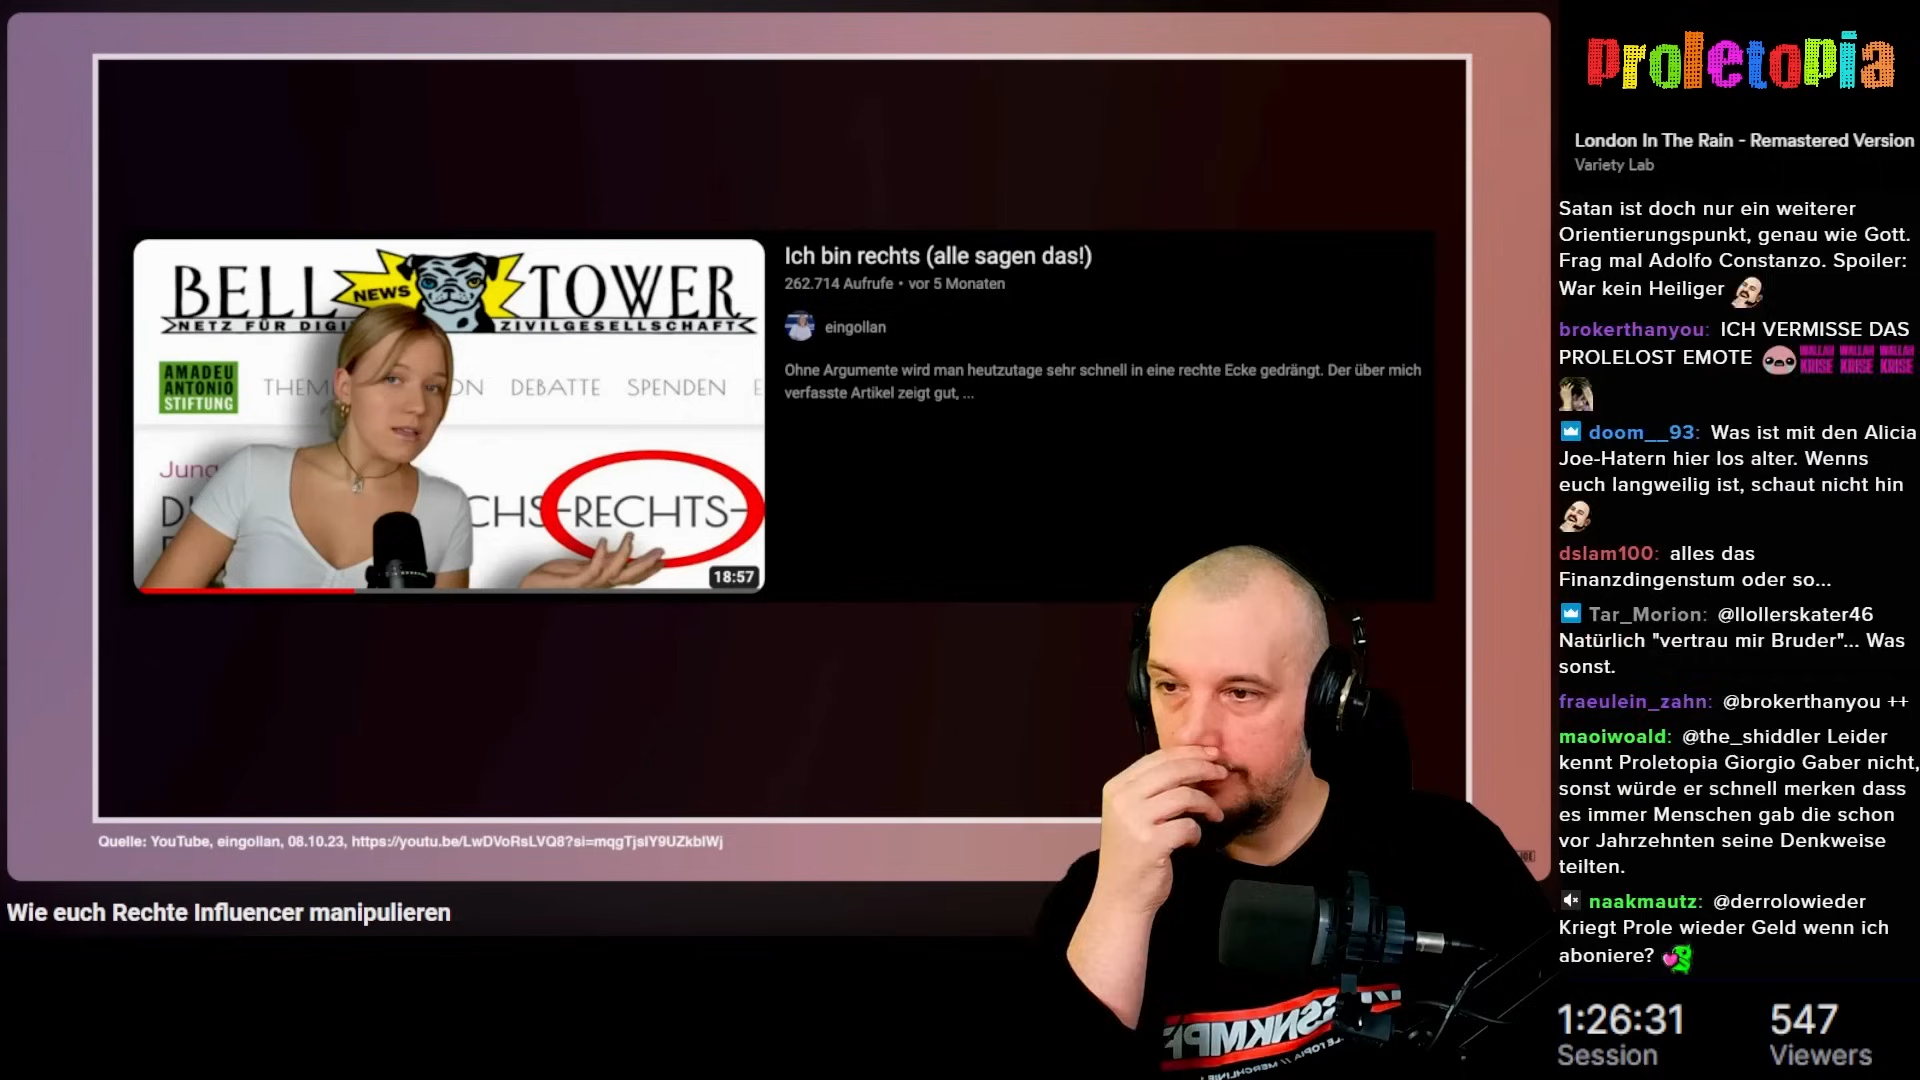 Proletopia
London In The Rain - Remastered Version
Variety Lab
BELL TOWER
NEWS
NETZ FÜR DIGI ZIVILGESELLSCHAFT
AMADEU
ANTONIO
STIFTUNG
THEM ON DEBATTE SPENDEN E
Jung
D CHS-RECHTS-
18:57
Ich bin rechts (alle sagen das!)
262.714 Aufrufe • vor 5 Monaten
eingollan
Ohne Argumente wird man heutzutage sehr schnell in eine rechte Ecke gedrängt. Der über mich
verfasste Artikel zeigt gut, ...
Quelle: YouTube, eingollan, 08.10.23, https://youtu.be/LwDVoRsLVQ8?si=mqgTjsIY9UZkbIWj
Wie euch Rechte Influencer manipulieren
Satan ist doch nur ein weiterer
Orientierungspunkt, genau wie Gott.
Frag mal Adolfo Constanzo. Spoiler:
War kein Heiliger
brokerthanyou: ICH VERMISSE DAS
PROLELOST EMOTE WALLAH KRISE WALLAH KRISE WALLAH KRISE
doom__93: Was ist mit den Alicia
Joe-Hatern hier los alter. Wenns
euch langweilig ist, schaut nicht hin
dslam100: alles das
Finanzdingenstum oder so...
Tar_Morion: @llollerskater46
Natürlich "vertrau mir Bruder"... Was
sonst.
fraeulein_zahn: @brokerthanyou ++
maoiwoald: @the_shiddler Leider
kennt Proletopia Giorgio Gaber nicht,
sonst würde er schnell merken dass
es immer Menschen gab die schon
vor Jahrzehnten seine Denkweise
teilten.
naakmautz: @derrolowieder
Kriegt Prole wieder Geld wenn ich
aboniere?
1:26:31 547
Session Viewers